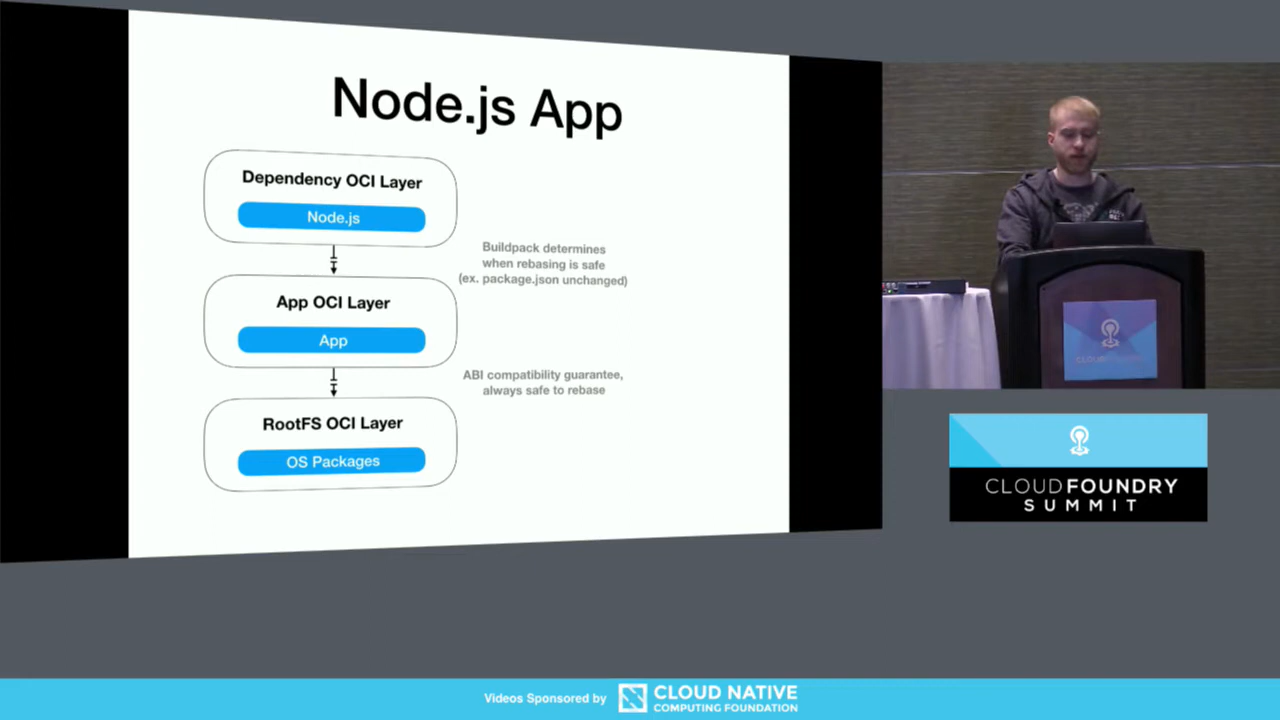 Node.js App
Dependency OCI Layer
Node.js
Buildpack determines
when rebasing is safe
(ex. package.json unchanged)
App OCI Layer
App
ABI compatibility guarantee,
always safe to rebase
RootFS OCI Layer
OS Packages
CLOUDFOUNDRY
SUMMIT
Videos Sponsored by
CLOUD NATIVE
COMPUTING FOUNDATION